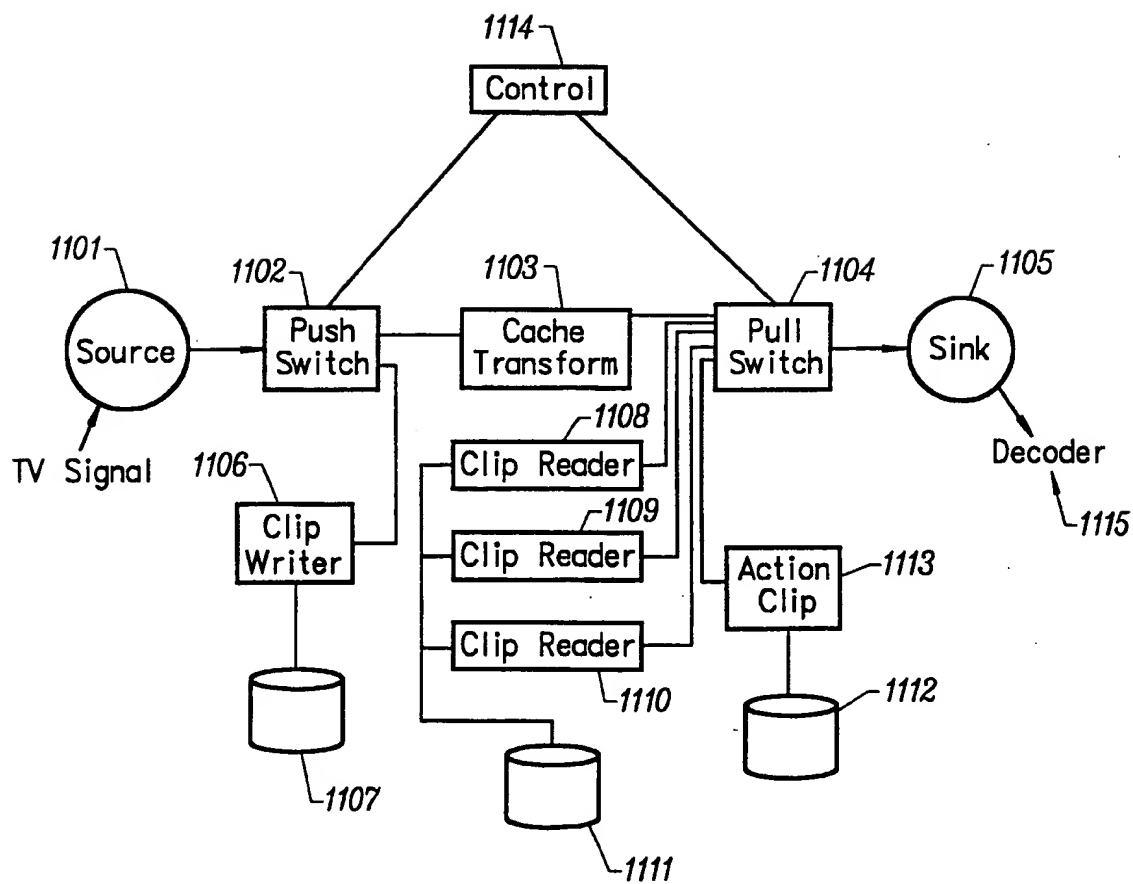 1114
Control
1101
1102
1103
1104
1105
Source
Push
Switch
Cache
Transform
Pull
Switch
Sink
TV Signal
1106
Clip
Writer
1108
Clip Reader
1109
Clip Reader
Clip Reader
1110
Decoder
1115
Action
Clip
1113
1107
1111
1112